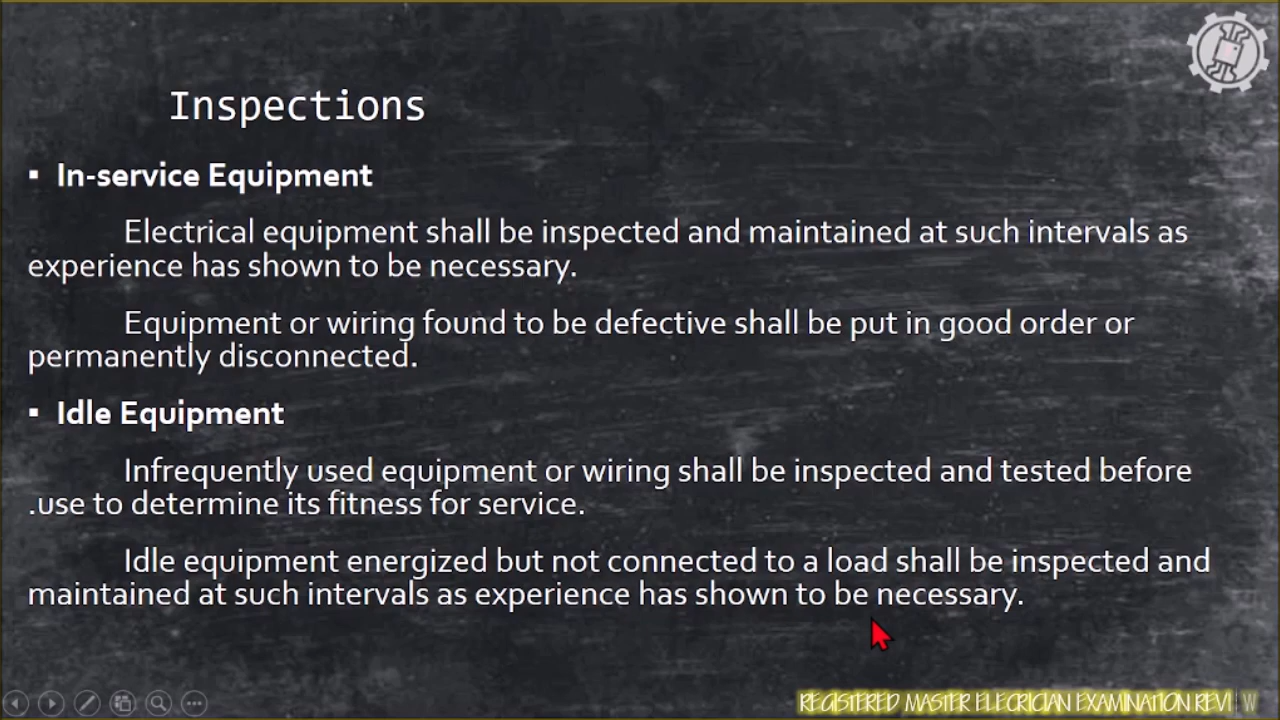 Inspections
▪ In-service Equipment
Electrical equipment shall be inspected and maintained at such intervals as
experience has shown to be necessary.
Equipment or wiring found to be defective shall be put in good order or
permanently disconnected.
▪ Idle Equipment
Infrequently used equipment or wiring shall be inspected and tested before
.use to determine its fitness for service.
Idle equipment energized but not connected to a load shall be inspected and
maintained at such intervals as experience has shown to be necessary.
REGISTERED MASTER ELECRICIAN EXAMINATION REVI W